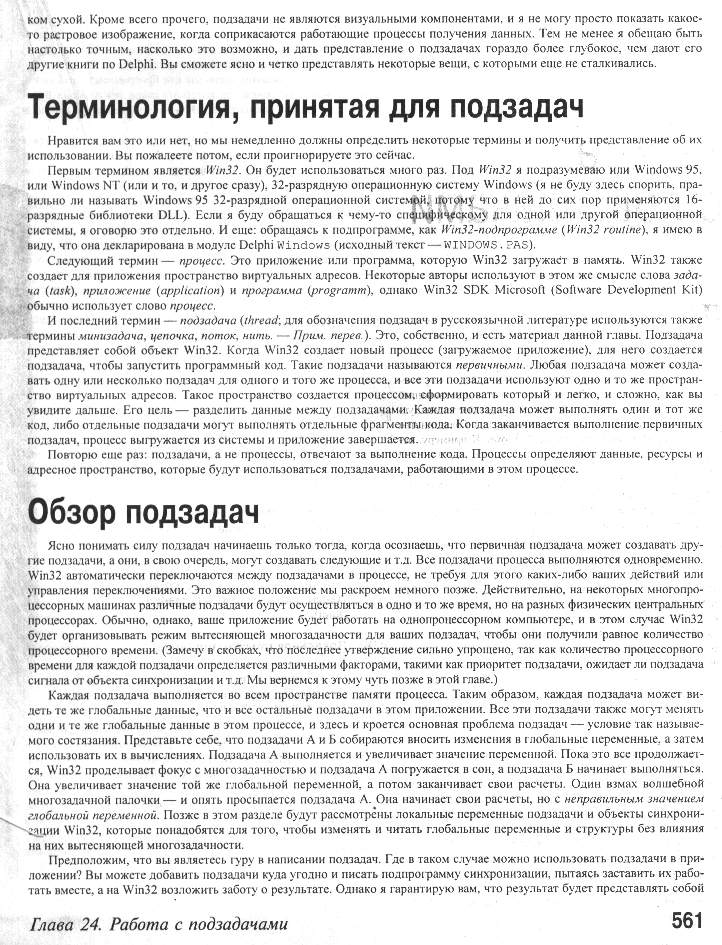 ком сухой. Кроме всего прочего, подзадачи не являются визуальными компонентами, и я не могу просто показать какое-
то растровое изображение, когда соприкасаются работающие процессы получения данных. Тем не менее я обещаю быть
настолько точным, насколько это возможно, и дать представление о подзадачах гораздо более глубокое, чем дают его
другие книги по Delphi. Вы сможете ясно и четко представлять некоторые вещи, с которыми еще не сталкивались.
Терминология, принятая для подзадач
Нравится вам это или нет, но мы немедленно должны определить некоторые термины и получить представление об их
использовании. Вы пожалеете потом, если проигнорируете это сейчас.
Первым термином является Win32. Он будет использоваться много раз. Под Win32 я подразумеваю или Windows 95,
или Windows NT (или то, и другое сразу), 32-разрядную операционную систему Windows (я не буду здесь спорить, пра-
вильно ли называть Windows 95 32-разрядной операционной системой потому, что в ней до сих пор применяются 16-
разрядные библиотеки DLL). Если я буду обращаться к чему-то специфическому для одной или другой операционной
системы, я оговорю это отдельно. И еще: обращаясь к подпрограмме, как Win32-подпрограмме (Win32 routine), я имею в
виду, что она декларирована в модуле Delphi Windows (исходный текст — WINDOWS.PAS).
Следующий термин — процесс. Это приложение или программа, которую Win32 загружает в память. Win32 также
создает для приложения пространство виртуальных адресов. Некоторые авторы используют в этом же смысле слова зада-
ча (task), приложение (application) и программа (programm), однако Win32 SDK Microsoft (Software Development Kit)
обычно использует слово процесс.
И последний термин — подзадача (thread; для обозначения подзадач в русскоязычной литературе используются также
термины минизадача, цепочка, поток, нить. — Прим. перев.). Это, собственно, и есть материал данной главы. Подзадача
представляет собой объект Win32. Когда Win32 создает новый процесс (загружаемое приложение), для него создается
подзадача, чтобы запустить программный код. Такие подзадачи называются первичными. Любая подзадача может созда-
вать одну или несколько подзадач для одного и того же процесса, и все эти подзадачи используют одно и то же простран-
ство виртуальных адресов. Такое пространство создается процессом, сформировать который и легко, и сложно, как вы
увидите дальше. Его цель — разделить данные между подзадачами. Каждая подзадача может выполнять один и тот же
код, либо отдельные подзадачи могут выполнять отдельные фрагменты кода. Когда заканчивается выполнение первичных
подзадач, процесс выгружается из системы и приложение завершается.
Повторю еще раз: подзадачи, а не процессы, отвечают за выполнение кода. Процессы определяют данные, ресурсы и
адресное пространство, которые будут использоваться подзадачами, работающими в этом процессе.
Обзор подзадач
Ясно понимать силу подзадач начинаешь только тогда, когда осознаешь, что первичная подзадача может создавать дру-
гие подзадачи, а они, в свою очередь, могут создавать следующие и т.д. Все подзадачи процесса выполняются одновременно.
Win32 автоматически переключаются между подзадачами в процессе, не требуя для этого каких-либо ваших действий или
управления переключениями. Это важное положение мы раскроем немного позже. Действительно, на некоторых многопро-
цессорных машинах различные подзадачи будут осуществляться в одно и то же время, но на разных физических центральных
процессорах. Обычно, однако, ваше приложение будет работать на однопроцессорном компьютере, и в этом случае Win32
будет организовывать режим вытесняющей многозадачности для ваших подзадач, чтобы они получили равное количество
процессорного времени. (Замечу в скобках, что последнее утверждение сильно упрощено, так как количество процессорного
времени для каждой подзадачи определяется различными факторами, такими как приоритет подзадачи, ожидает ли подзадача
сигнала от объекта синхронизации и т.д. Мы вернемся к этому чуть позже в этой главе.)
Каждая подзадача выполняется во всем пространстве памяти процесса. Таким образом, каждая подзадача может ви-
деть те же глобальные данные, что и все остальные подзадачи в этом приложении. Все эти подзадачи также могут менять
одни и те же глобальные данные в этом процессе, и здесь и кроется основная проблема подзадач — условие так называе-
мого состязания. Представьте себе, что подзадачи А и Б собираются вносить изменения в глобальные переменные, а затем
использовать их в вычислениях. Подзадача А выполняется и увеличивает значение переменной. Пока это все продолжает-
ся, Win32 проделывает фокус с многозадачностью и подзадача А погружается в сон, а подзадача Б начинает выполняться.
Она увеличивает значение той же глобальной переменной, а потом заканчивает свои расчеты. Один взмах волшебной
многозадачной палочки — и опять просыпается подзадача А. Она начинает свои расчеты, но с неправильным значением
глобальной переменной. Позже в этом разделе будут рассмотрены локальные переменные подзадачи и объекты синхрони-
зации Win32, которые понадобятся для того, чтобы изменять и читать глобальные переменные и структуры без влияния
на них вытесняющей многозадачности.
Предположим, что вы являетесь гуру в написании подзадач. Где в таком случае можно использовать подзадачи в при-
ложении? Вы можете добавить подзадачи куда угодно и писать подпрограмму синхронизации, пытаясь заставить их рабо-
тать вместе, а на Win32 возложить заботу о результате. Однако я гарантирую вам, что результат будет представлять собой
Глава 24. Работа с подзадачами 561